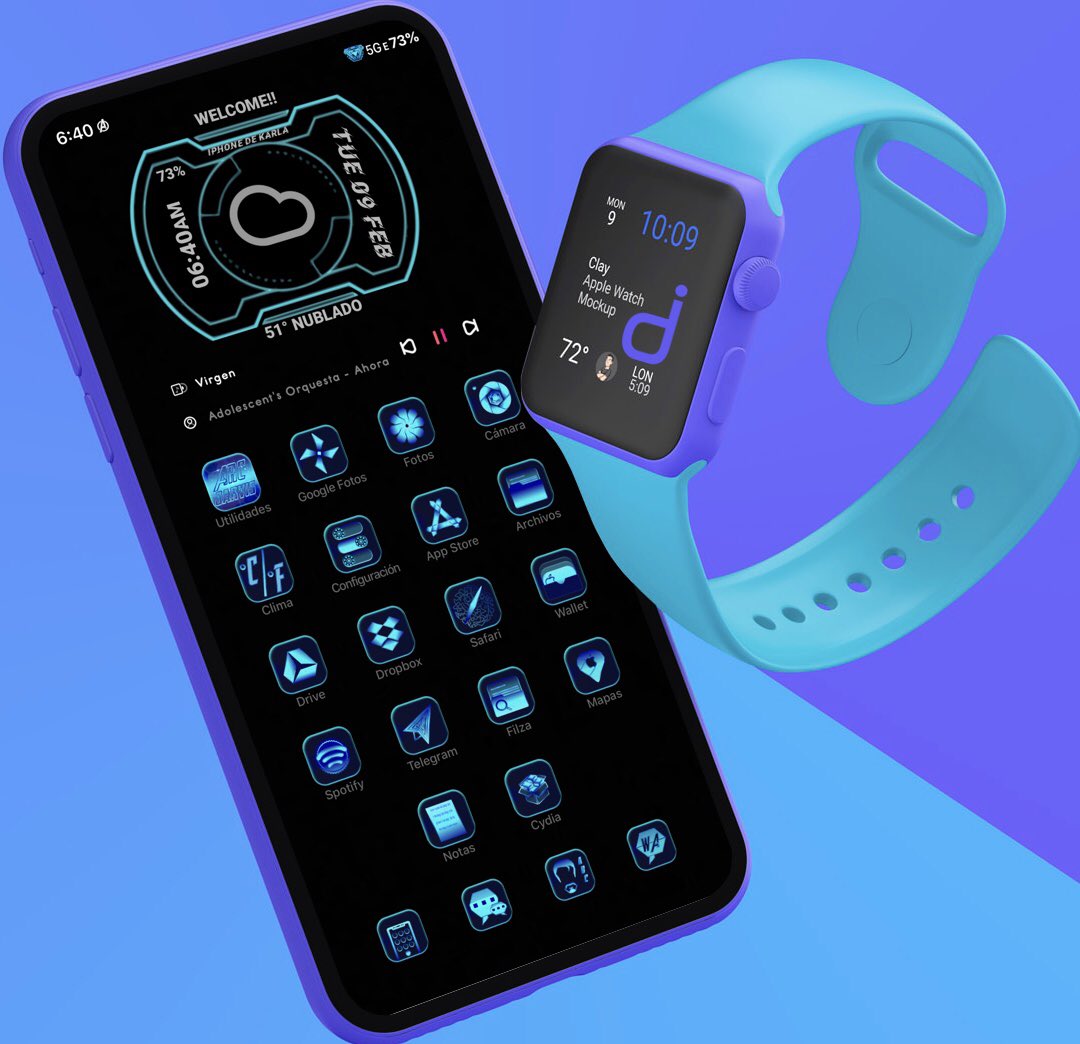 6:40
5G E 73%
WELCOME!!
IPHONE DE KARLA
73%
06:40AM
TUE 09 FEB
51° NUBLADO
Virgen
Adolescent's Orquesta - Ahora
Utilidades
Google Fotos
Fotos
Cámara
Clima
Configuración
App Store
Archivos
Drive
Dropbox
Safari
Wallet
Spotify
Telegram
Filza
Mapas
Notas
Cydia
°C/°F
WA
MON
9
10:09
Clay
Apple Watch
Mockup
72°
LON
5:09